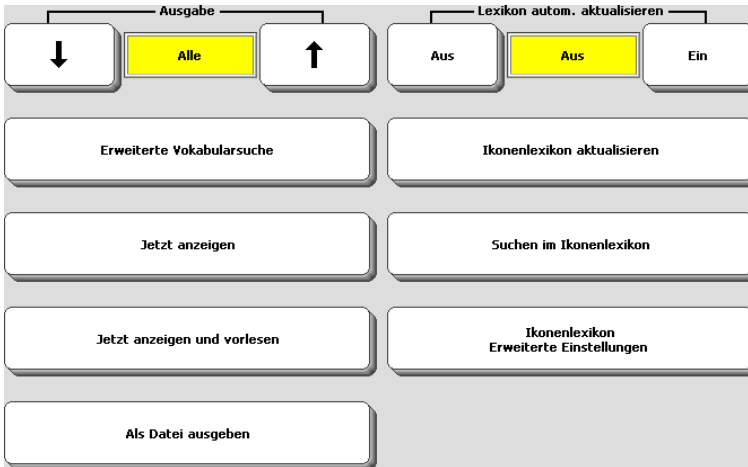 Ausgabe
Alle
Lexikon autom. aktualisieren
Aus
Aus
Ein
Erweiterte Vokabularsuche
Ikonenlexikon aktualisieren
Jetzt anzeigen
Suchen im Ikonenlexikon
Jetzt anzeigen und vorlesen
Ikonenlexikon
Erweiterte Einstellungen
Als Datei ausgeben